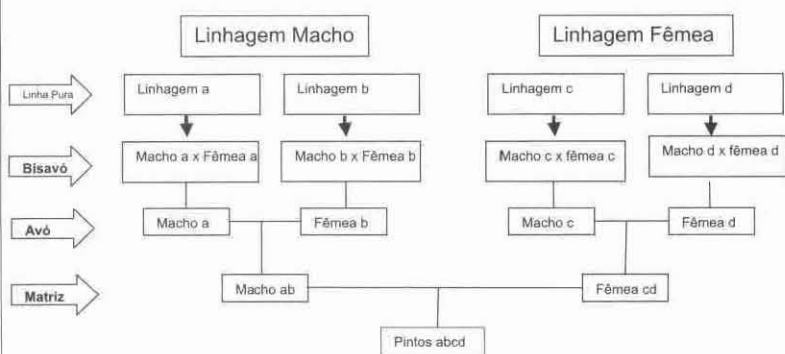 Linhagem Macho
Linhagem Fêmea
Linha Pura
Linhagem a
Linhagem b
Linhagem c
Linhagem d
Bisavó
Macho a x Fêmea a
Macho b x Fêmea b
Macho c x fêmea c
Macho d x fêmea d
Avó
Macho a
Fêmea b
Macho c
Fêmea d
Matriz
Macho ab
Fêmea cd
Pintos abcd